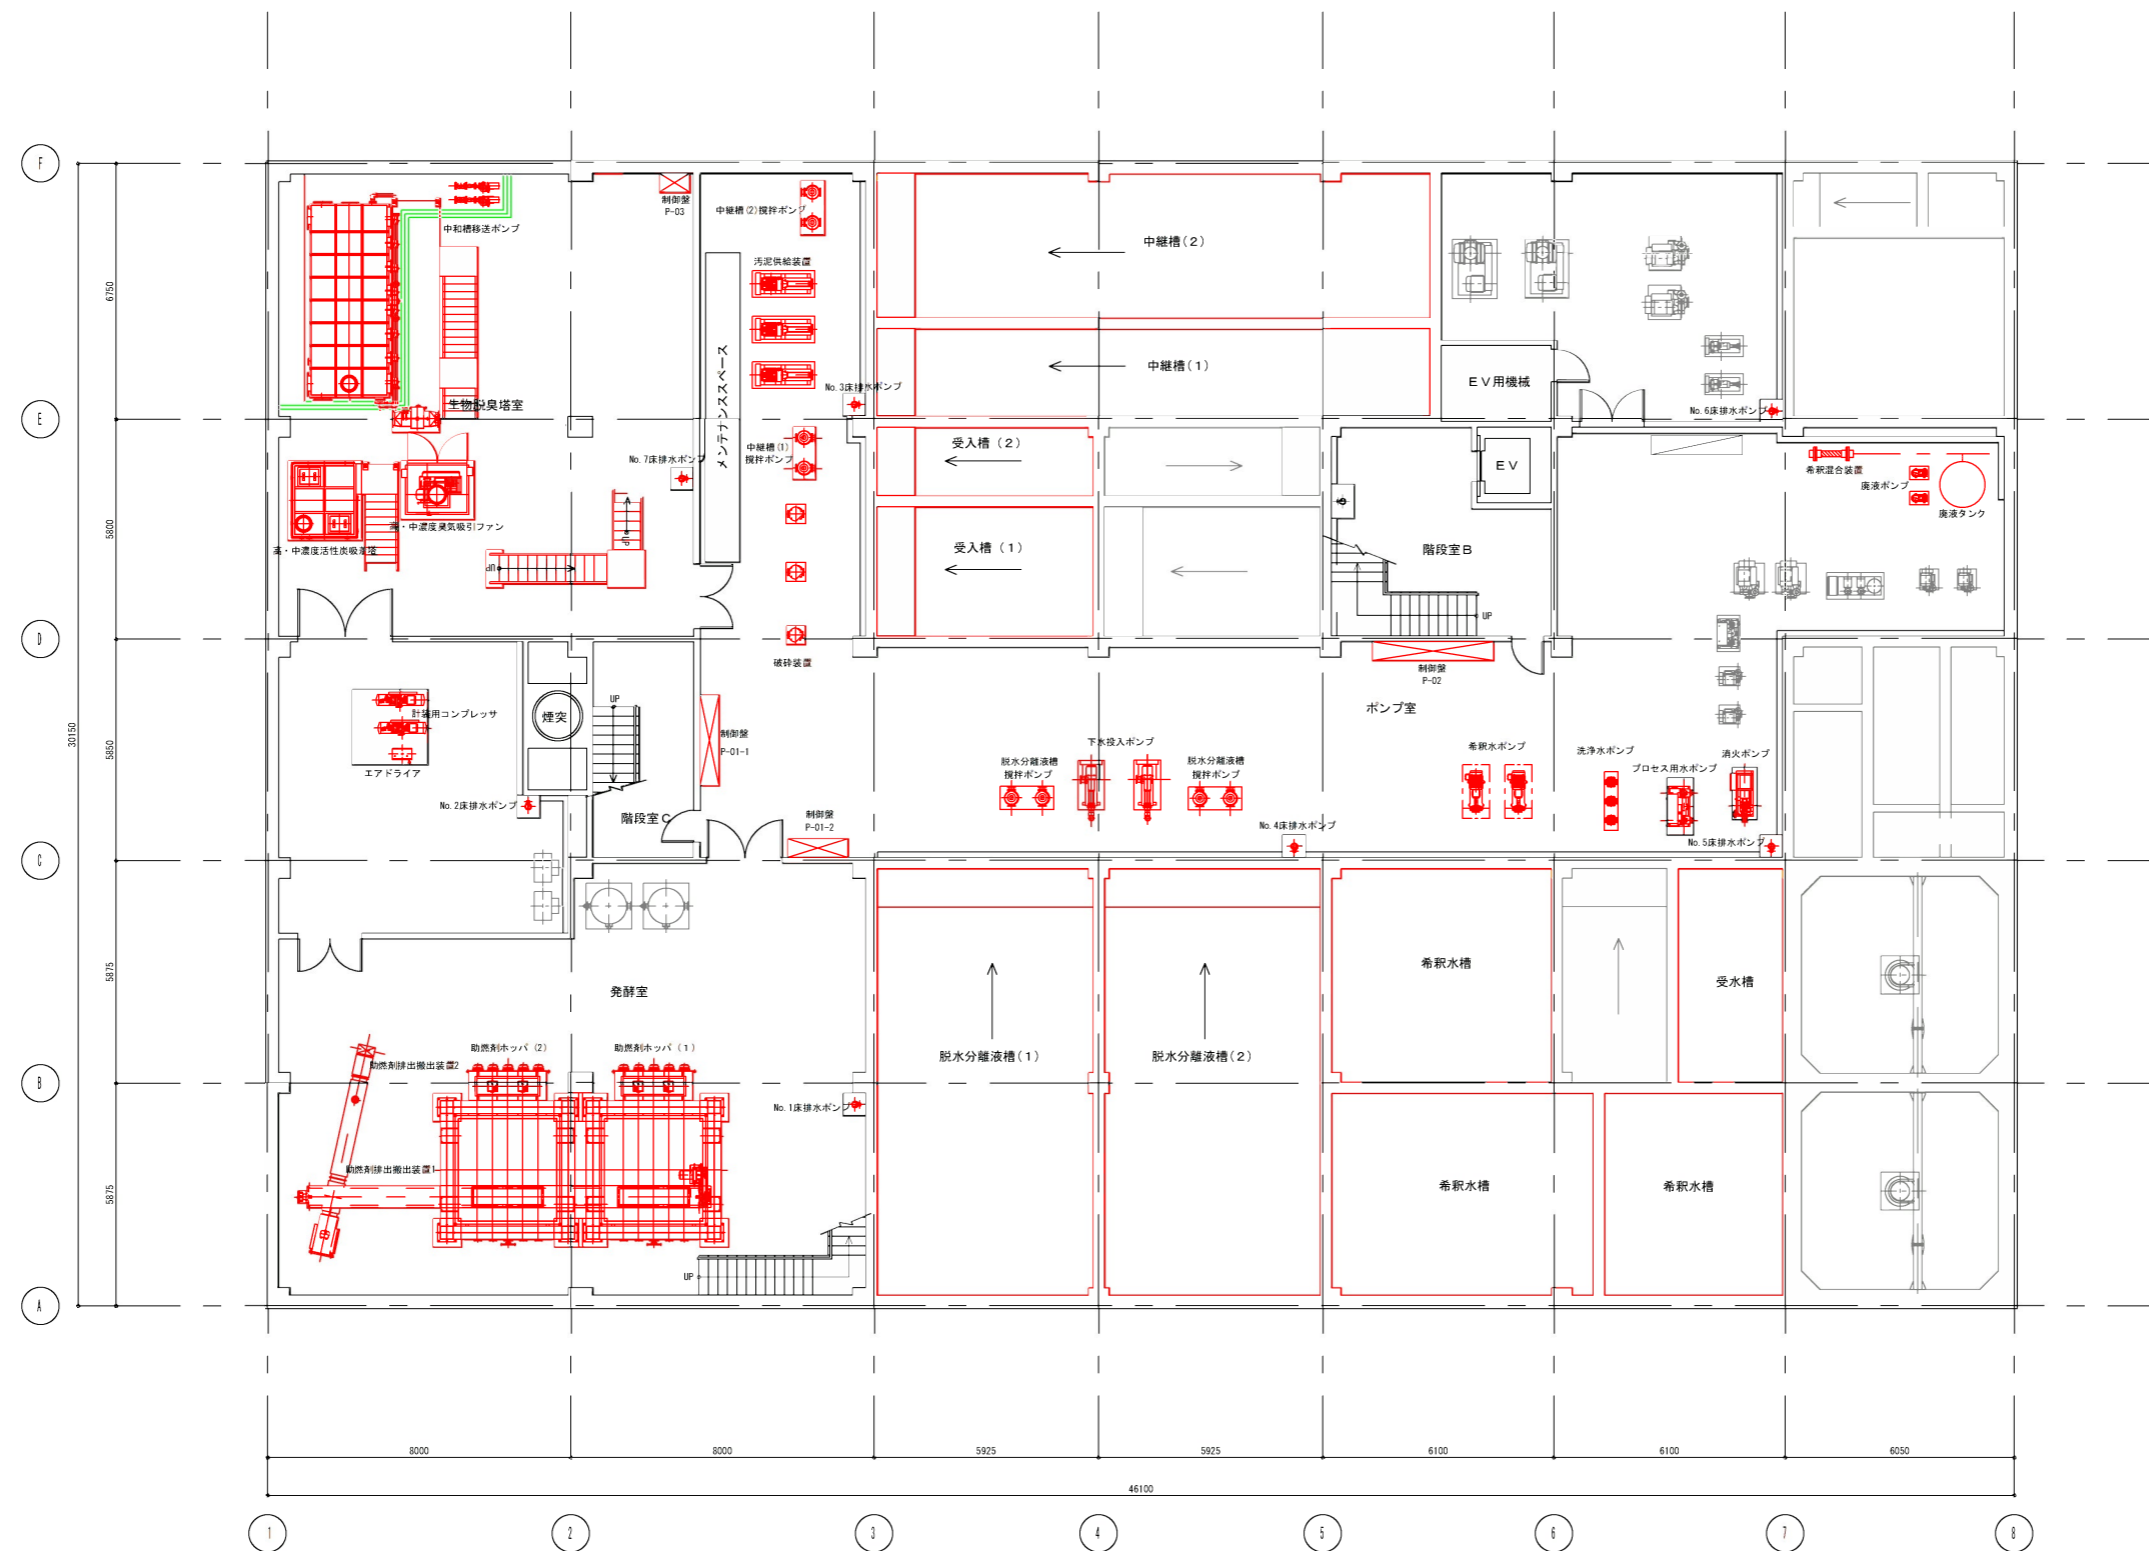 F
E
D
C
B
A
6750
5800
5850
5875
5875
30150
中和槽移送ポンプ
生物脱臭塔室
高・中濃度臭気吸引ファン
高・中濃度活性炭吸着塔
UP
UP
制御盤
P-03
中継槽(2)撹拌ポンプ
汚泥供給装置
メンテナンススペース
No.3床排水ポンプ
中継槽(1)
撹拌ポンプ
No.7床排水ポンプ
破砕装置
中継槽(2)
中継槽(1)
受入槽(2)
受入槽(1)
EV用機械
EV
階段室B
UP
No.6床排水ポンプ
希釈混合装置
廃液ポンプ
廃液タンク
計装用コンプレッサ
エアドライア
煙突
UP
No.2床排水ポンプ
階段室C
制御盤
P-01-1
制御盤
P-01-2
制御盤
P-02
ポンプ室
脱水分離液槽
撹拌ポンプ
下水投入ポンプ
脱水分離液槽
撹拌ポンプ
希釈水ポンプ
洗浄水ポンプ
プロセス用水ポンプ
消火ポンプ
No.4床排水ポンプ
No.5床排水ポンプ
発酵室
助燃剤排出搬出装置2
助燃剤ホッパ(2)
助燃剤ホッパ(1)
助燃剤排出搬出装置1
No.1床排水ポンプ
UP
脱水分離液槽(1)
脱水分離液槽(2)
希釈水槽
受水槽
希釈水槽
希釈水槽
8000
8000
5925
5925
6100
6100
6050
46100
1
2
3
4
5
6
7
8